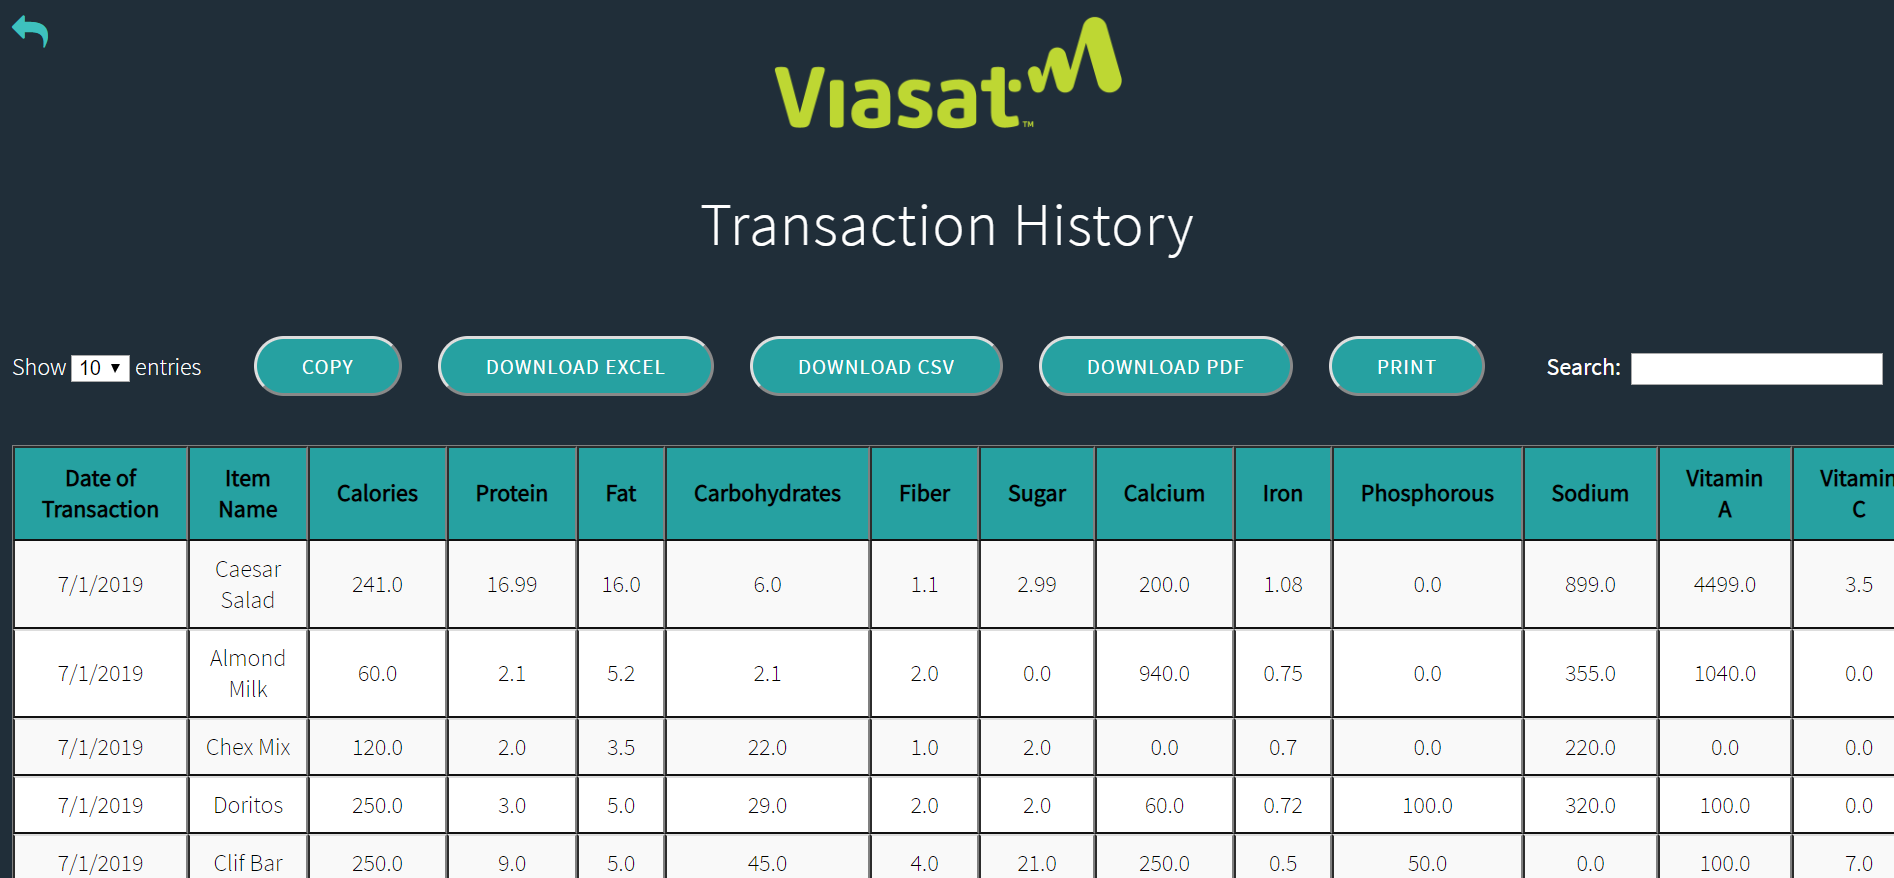 Viasat™
Transaction History
Show 10 ▼ entries COPY DOWNLOAD EXCEL DOWNLOAD CSV DOWNLOAD PDF PRINT Search:
Date of Transaction Item Name Calories Protein Fat Carbohydrates Fiber Sugar Calcium Iron Phosphorous Sodium Vitamin A Vitamin C
7/1/2019 Caesar Salad 241.0 16.99 16.0 6.0 1.1 2.99 200.0 1.08 0.0 899.0 4499.0 3.5
7/1/2019 Almond Milk 60.0 2.1 5.2 2.1 2.0 0.0 940.0 0.75 0.0 355.0 1040.0 0.0
7/1/2019 Chex Mix 120.0 2.0 3.5 22.0 1.0 2.0 0.0 0.7 0.0 220.0 0.0 0.0
7/1/2019 Doritos 250.0 3.0 5.0 29.0 2.0 2.0 60.0 0.72 100.0 320.0 100.0 0.0
7/1/2019 Clif Bar 250.0 9.0 5.0 45.0 4.0 21.0 250.0 0.5 50.0 0.0 100.0 7.0